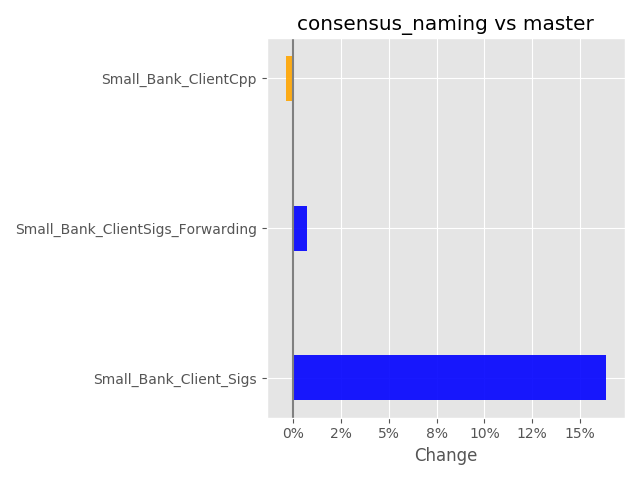 consensus_naming vs master
Small_Bank_ClientCpp
Small_Bank_ClientSigs_Forwarding
Small_Bank_Client_Sigs
0% 2% 5% 8% 10% 12% 15%
Change